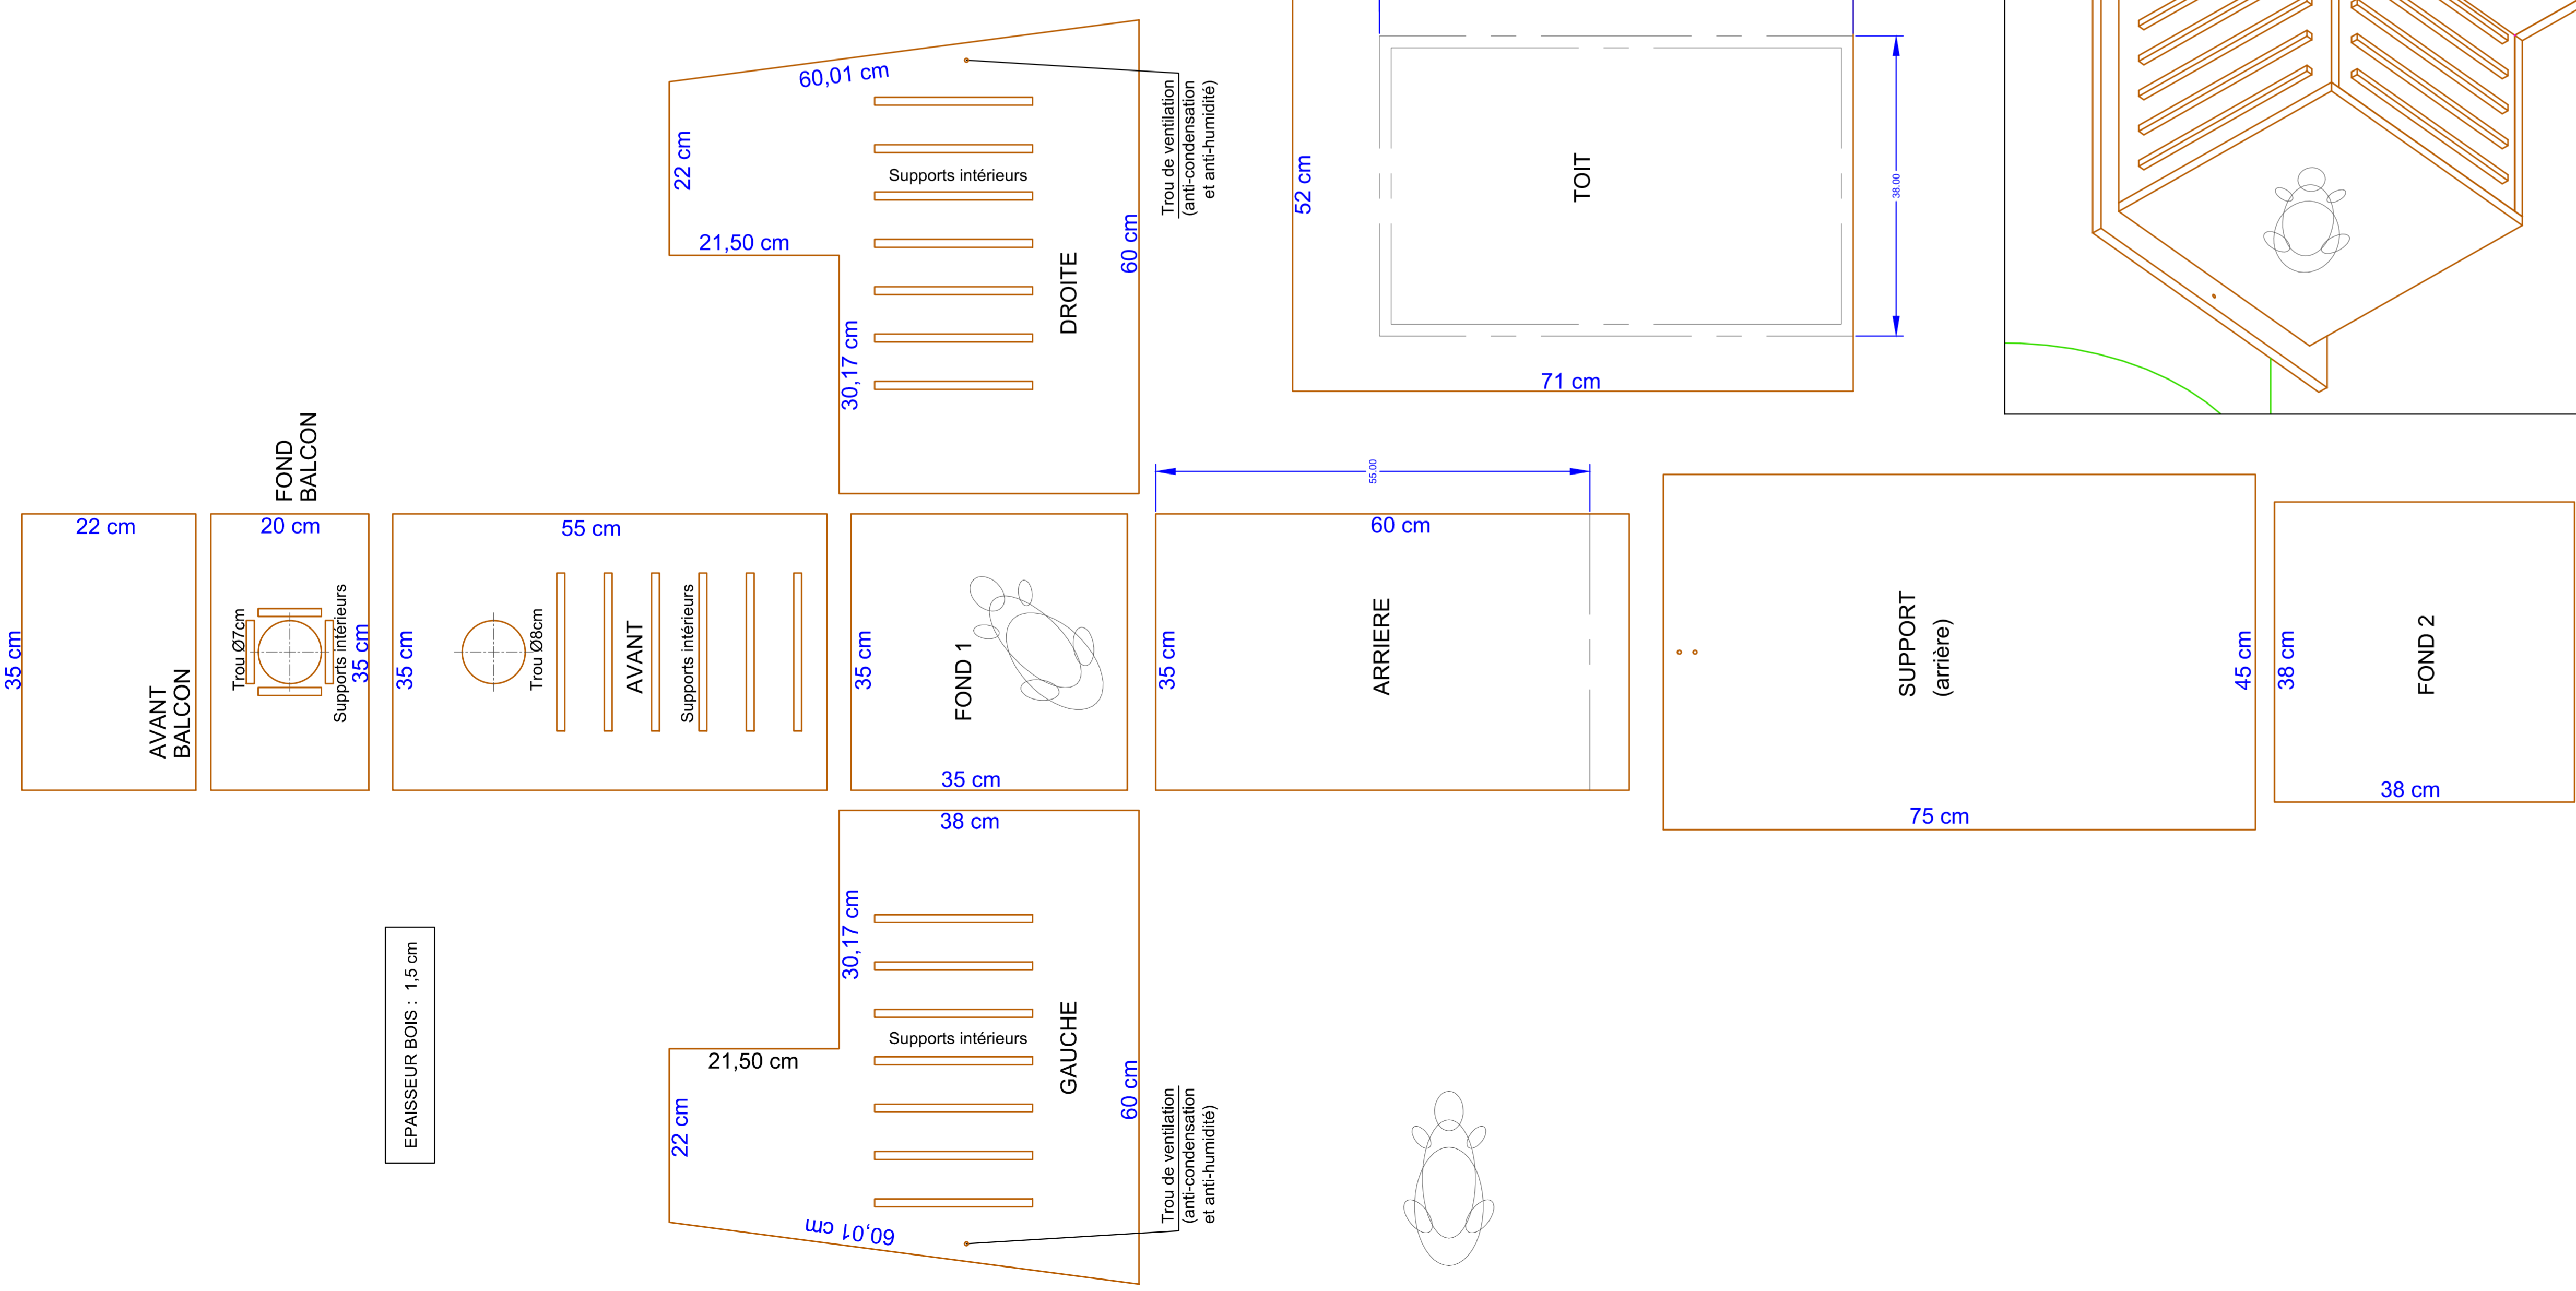 60,01 cm
22 cm
Supports intérieurs
21,50 cm
30,17 cm
DROITE
60 cm
Trou de ventilation
(anti-condensation
et anti-humidité)
52 cm
TOIT
71 cm
38.00
FOND
BALCON
22 cm
35 cm
AVANT
BALCON
20 cm
Trou Ø7cm
Supports intérieurs
35 cm
55 cm
35 cm
Trou Ø8cm
AVANT
Supports intérieurs
35 cm
FOND 1
35 cm
55.00
60 cm
35 cm
ARRIERE
SUPPORT
(arrière)
45 cm
75 cm
38 cm
FOND 2
38 cm
38 cm
30,17 cm
EPAISSEUR BOIS : 1,5 cm
Supports intérieurs
21,50 cm
GAUCHE
22 cm
60 cm
60,01 cm
Trou de ventilation
(anti-condensation
et anti-humidité)